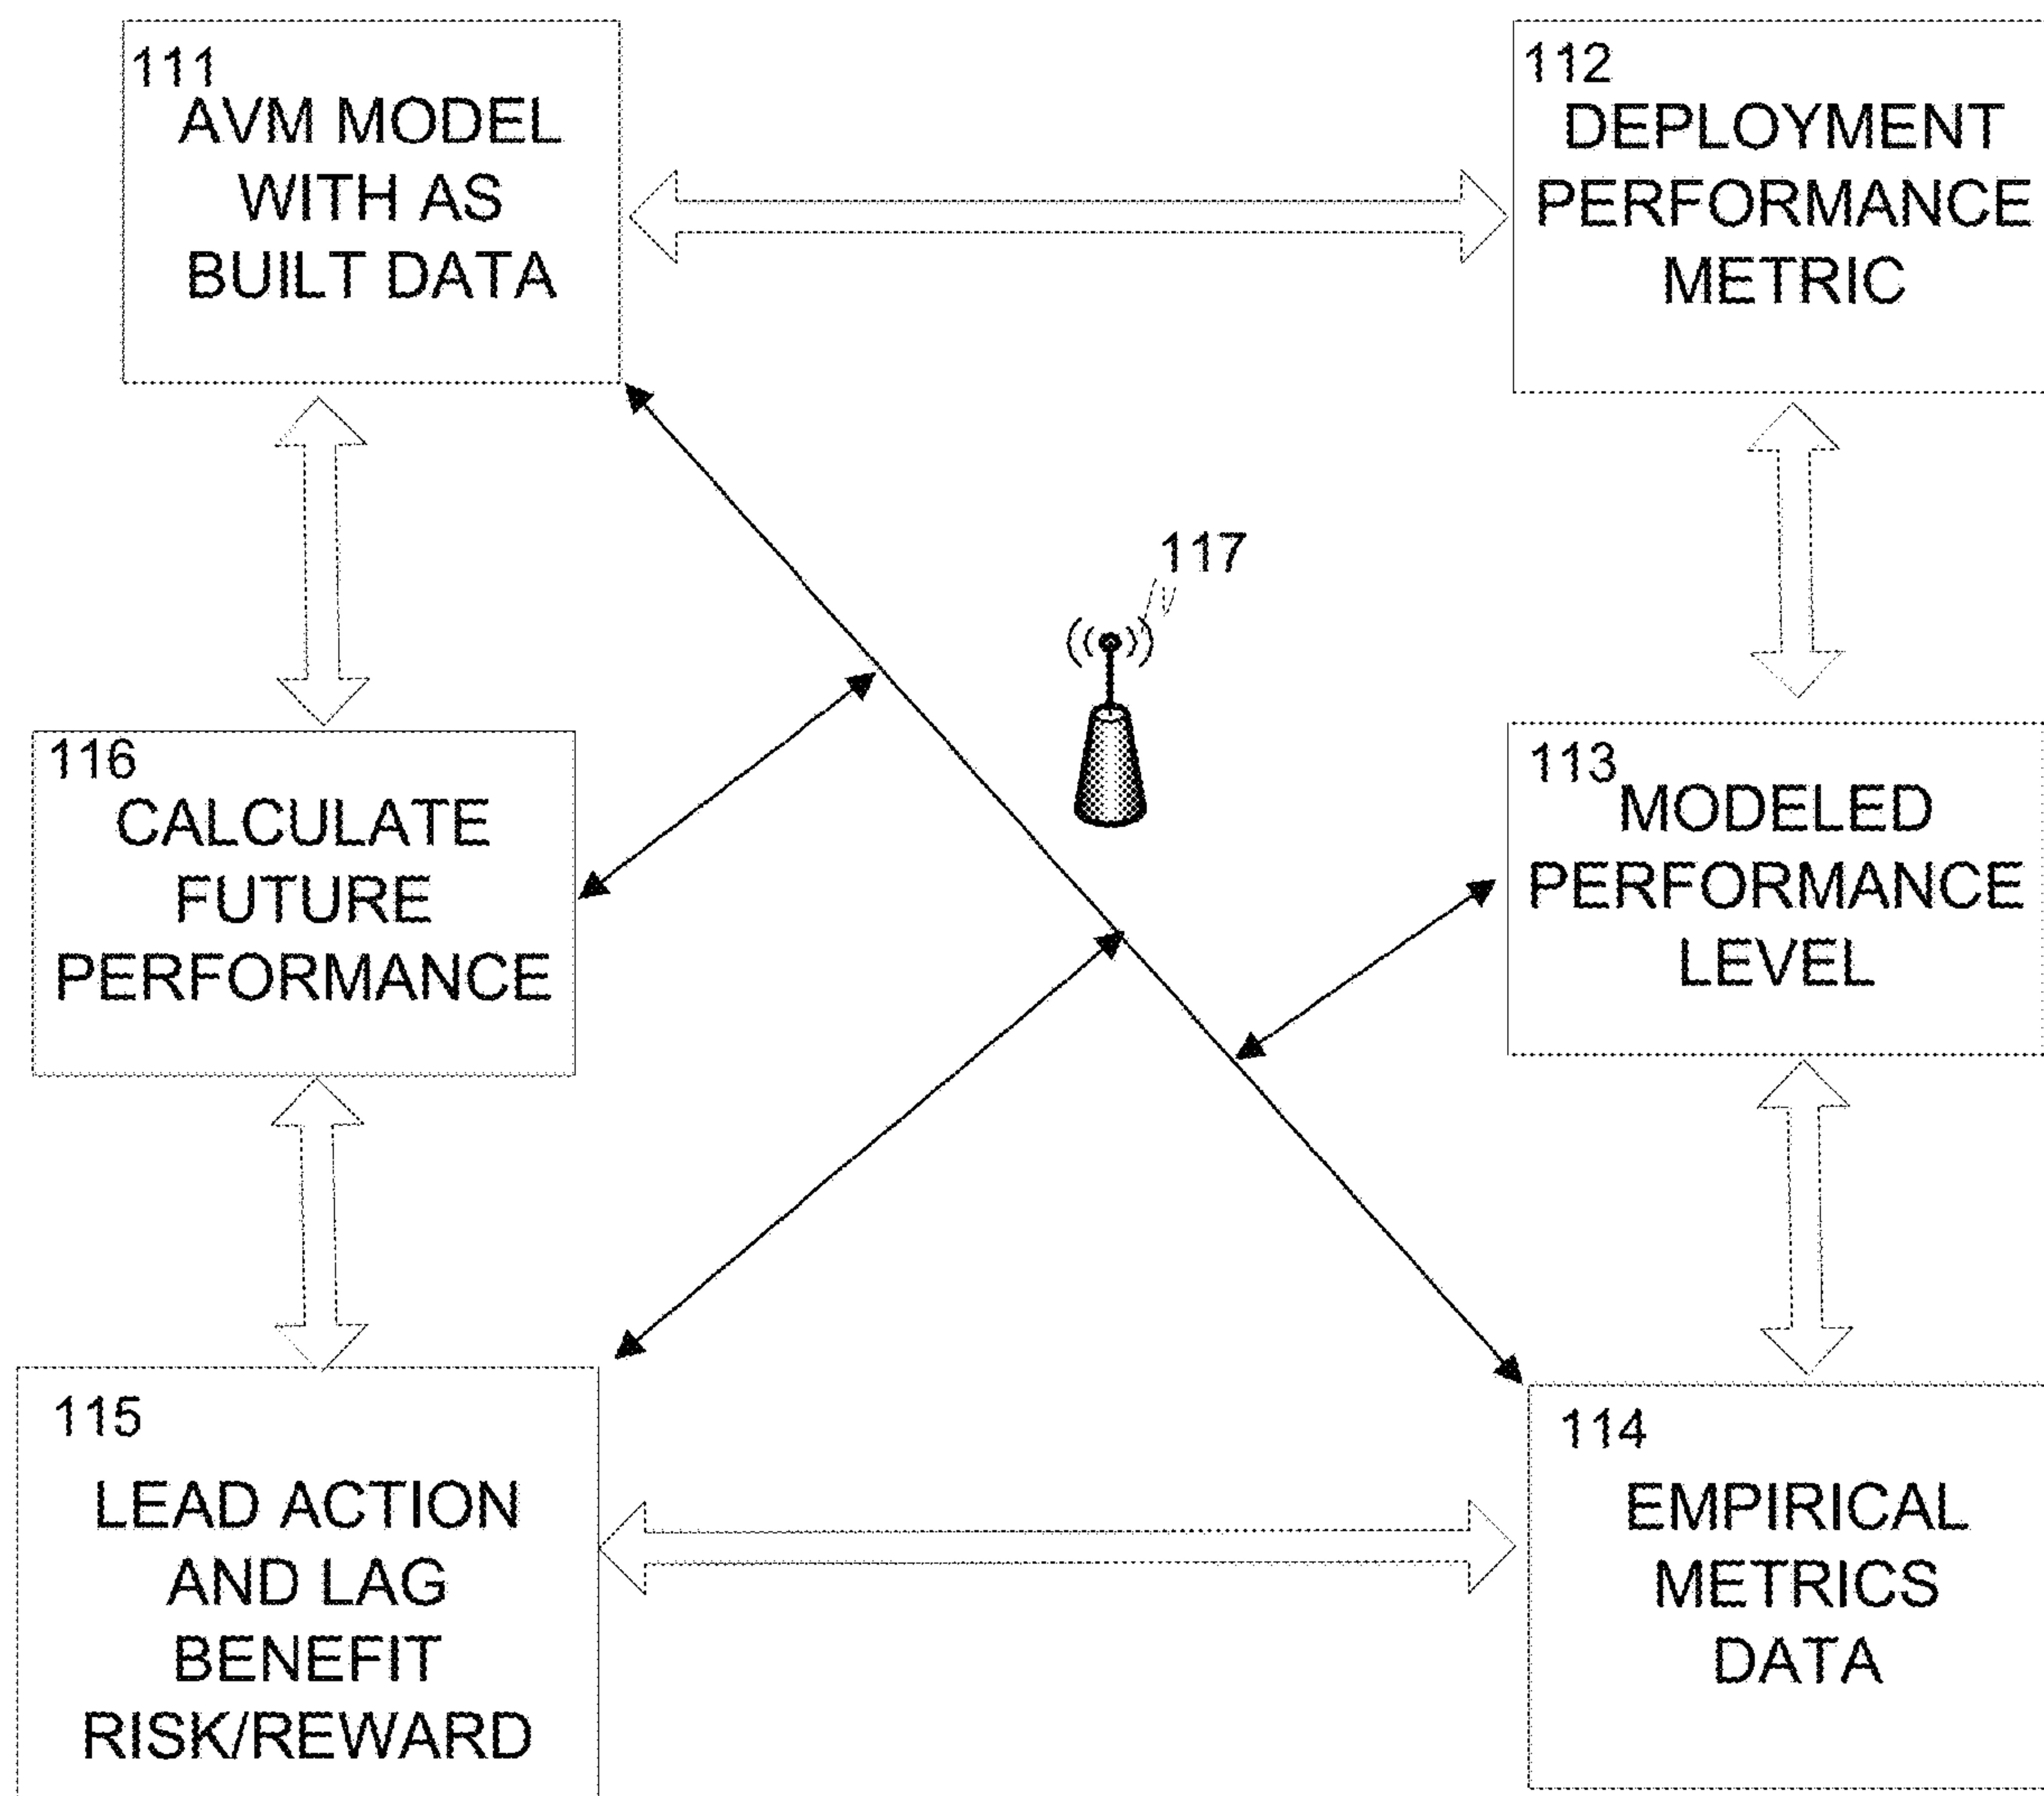 111
AVM MODEL
WITH AS
BUILT DATA
112
DEPLOYMENT
PERFORMANCE
METRIC
117
116
CALCULATE
FUTURE
PERFORMANCE
113
MODELED
PERFORMANCE
LEVEL
115
LEAD ACTION
AND LAG
BENEFIT
RISK/REWARD
114
EMPIRICAL
METRICS
DATA